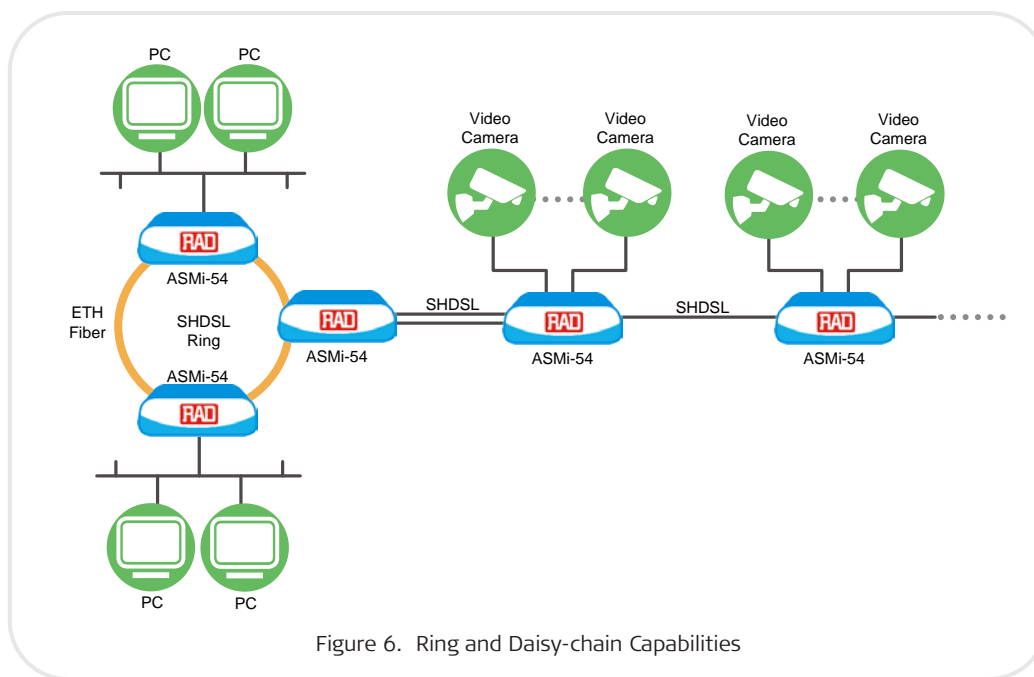 PC
PC
Video
Camera
Video
Camera
Video
Camera
Video
Camera
RAD
ASMi-54
ETH
Fiber
SHDSL
Ring
RAD
ASMi-54
SHDSL
RAD
ASMi-54
SHDSL
RAD
ASMi-54
ASMi-54
RAD
PC
PC
Figure 6. Ring and Daisy-chain Capabilities